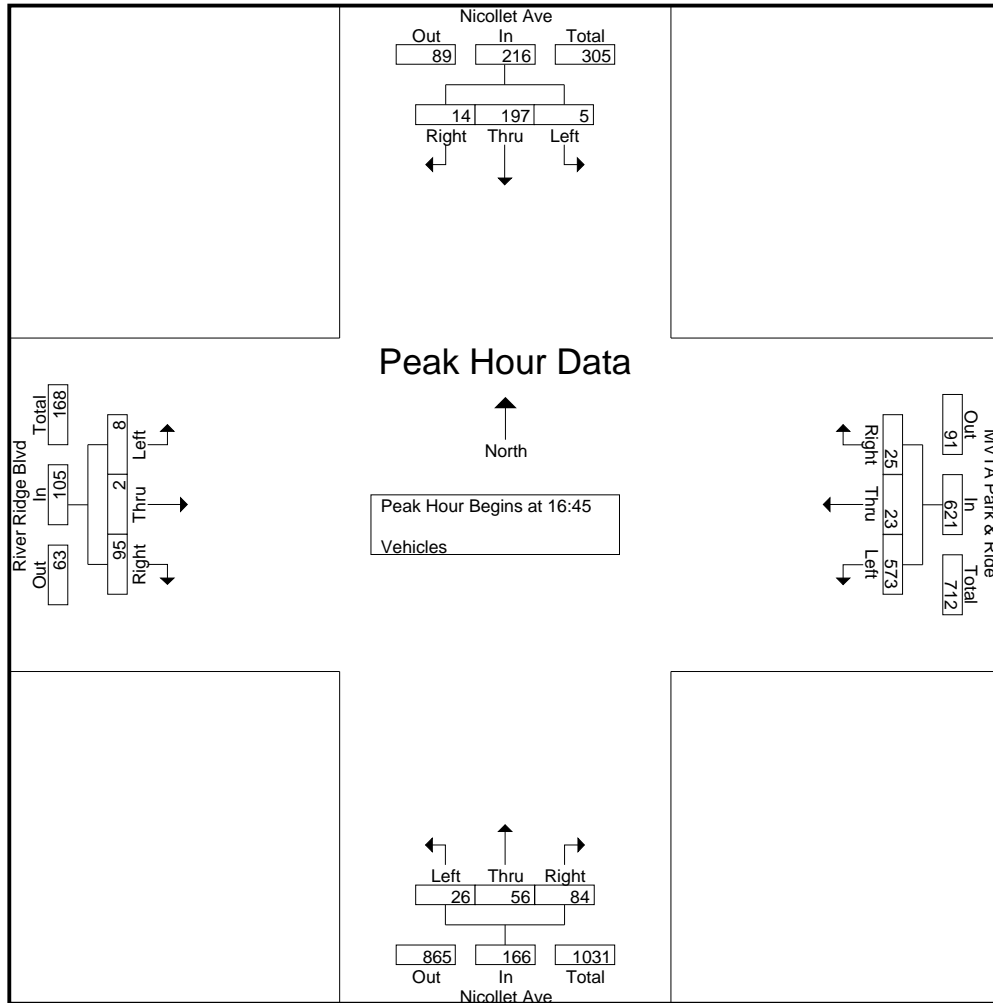 Nicollet Ave
Out In Total
89 216 305
14 197 5
Right Thru Left
Peak Hour Data
North
Peak Hour Begins at 16:45
Vehicles
River Ridge Blvd
Out In Total
63 105 168
8 2 95
Left Thru Right
MVTA Park & Ride
Out In Total
91 621 712
25 23 573
Right Thru Left
Left Thru Right
26 56 84
865 166 1031
Out In Total
Nicollet Ave